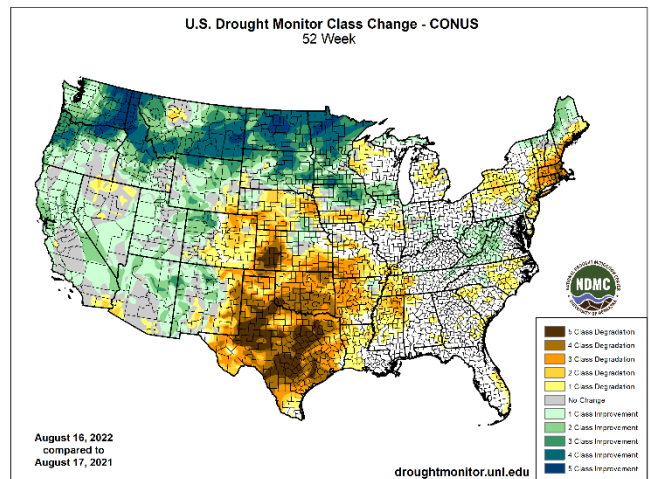 U.S. Drought Monitor Class Change - CONUS
52 Week
NDMC
5 Class Degradation
4 Class Degradation
3 Class Degradation
2 Class Degradation
1 Class Degradation
No Change
1 Class Improvement
2 Class Improvement
3 Class Improvement
4 Class Improvement
5 Class Improvement
August 16, 2022
compared to
August 17, 2021
droughtmonitor.unl.edu